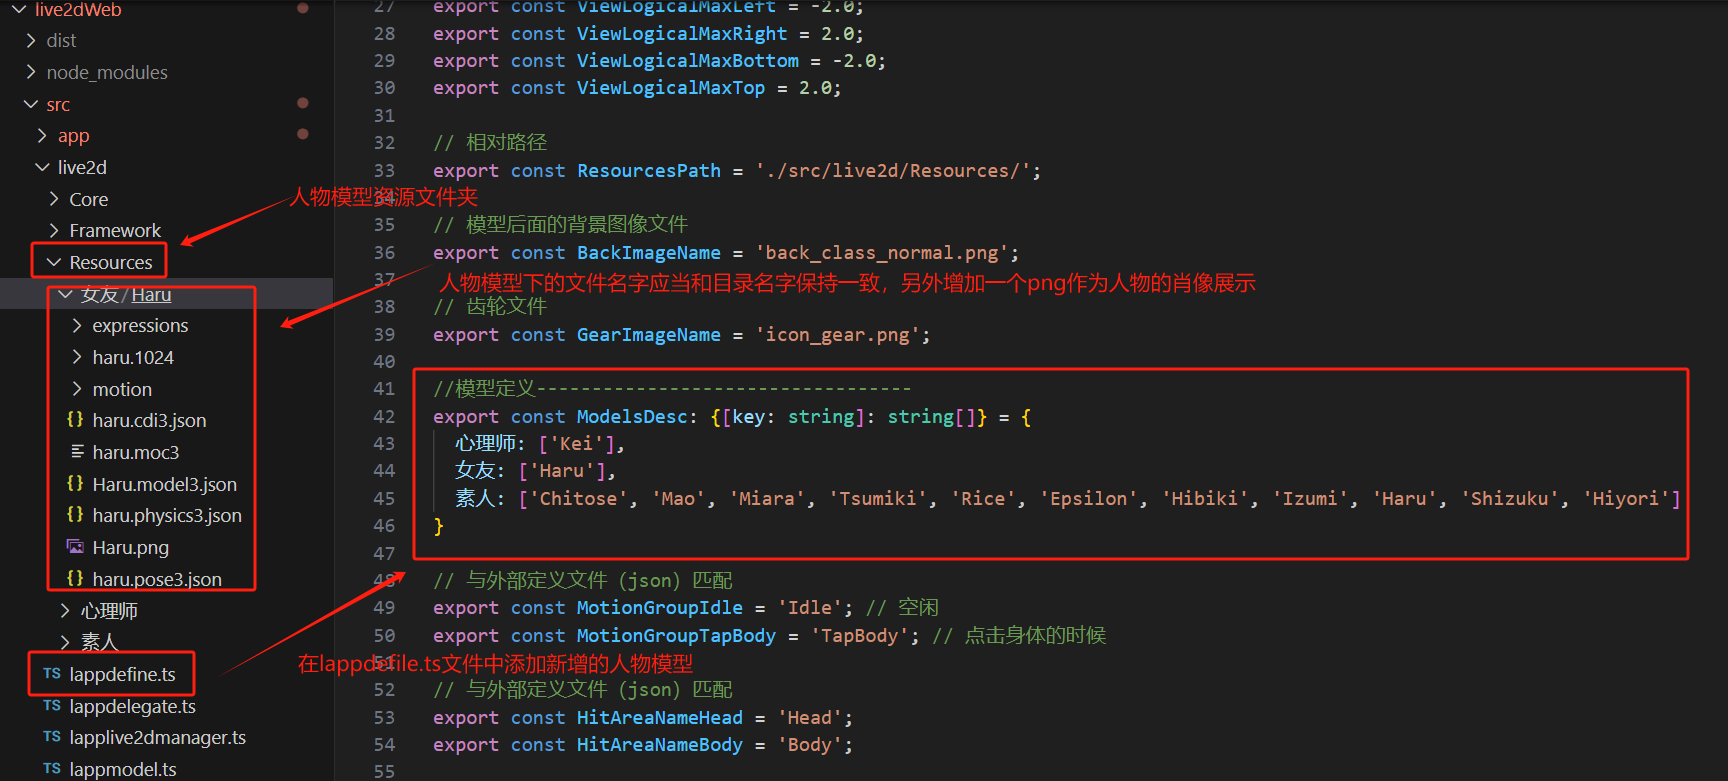 live2dWeb
dist
node_modules
src
app
live2d
Core
Framework
Resources
女友 / Haru
expressions
haru.1024
motion
haru.cdi3.json
haru.moc3
Haru.model3.json
haru.physics3.json
Haru.png
haru.pose3.json
心理师
素人
TS lappdefine.ts
TS lappdelegate.ts
TS lapplive2dmanager.ts
TS lappmodel.ts
人物模型资源文件夹
人物模型下的文件名字应当和目录名字保持一致，另外增加一个png作为人物的肖像展示
在lappdefile.ts文件中添加新增的人物模型
27 export const ViewLogicalMaxLeft = -2.0;
28 export const ViewLogicalMaxRight = 2.0;
29 export const ViewLogicalMaxBottom = -2.0;
30 export const ViewLogicalMaxTop = 2.0;
31
32 // 相对路径
33 export const ResourcesPath = './src/live2d/Resources/';
34
35 // 模型后面的背景图像文件
36 export const BackImageName = 'back_class_normal.png';
37
38 // 齿轮文件
39 export const GearImageName = 'icon_gear.png';
40
41 //模型定义----------------------------------
42 export const ModelsDesc: {[key: string]: string[]} = {
43 心理师: ['Kei'],
44 女友: ['Haru'],
45 素人: ['Chitose', 'Mao', 'Miara', 'Tsumiki', 'Rice', 'Epsilon', 'Hibiki', 'Izumi', 'Haru', 'Shizuku', 'Hiyori']
46 }
47
48 // 与外部定义文件（json）匹配
49 export const MotionGroupIdle = 'Idle'; // 空闲
50 export const MotionGroupTapBody = 'TapBody'; // 点击身体的时候
51
52 // 与外部定义文件（json）匹配
53 export const HitAreaNameHead = 'Head';
54 export const HitAreaNameBody = 'Body';
55